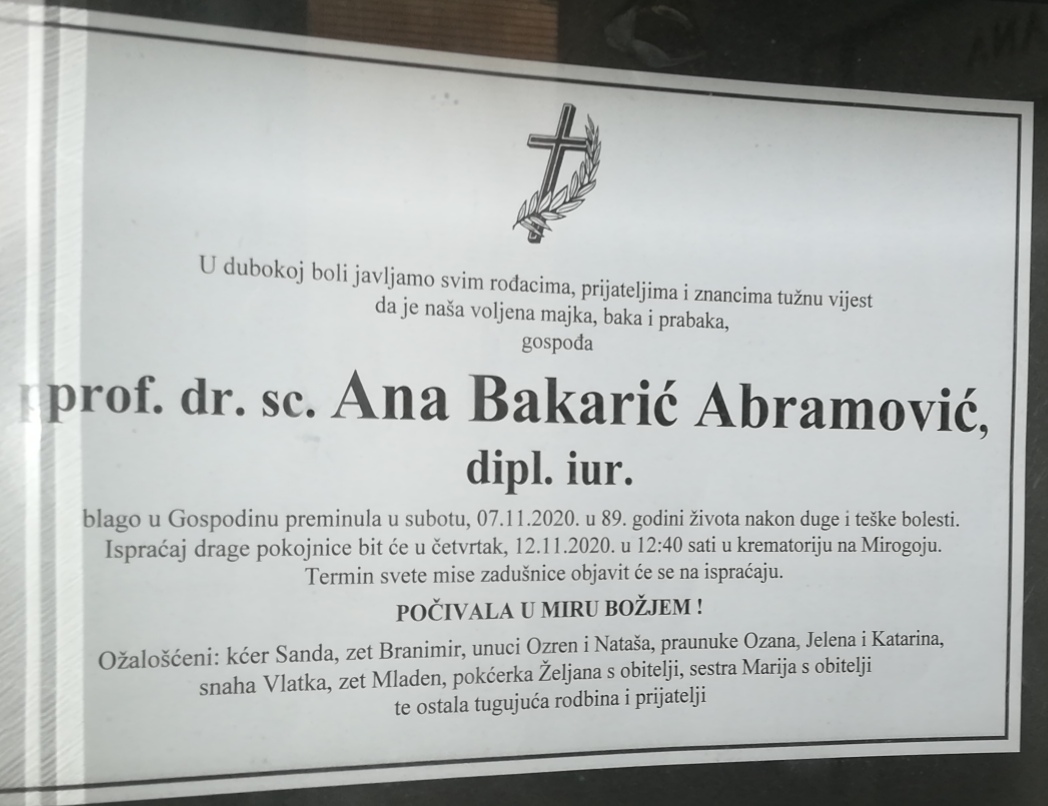 U dubokoj boli javljamo svim rođacima, prijateljima i znancima tužnu vijest
da je naša voljena majka, baka i prabaka,
gospođa
prof. dr. sc. Ana Bakarić Abramović,
dipl. iur.
blago u Gospodinu preminula u subotu, 07.11.2020. u 89. godini života nakon duge i teške bolesti.
Ispraćaj drage pokojnice bit će u četvrtak, 12.11.2020. u 12:40 sati u krematoriju na Mirogoju.
Termin svete mise zadušnice objavit će se na ispraćaju.
POČIVALA U MIRU BOŽJEM !
Ožalošćeni: kćer Sanda, zet Branimir, unuci Ozren i Nataša, praunuke Ozana, Jelena i Katarina,
snaha Vlatka, zet Mladen, pokćerka Željana s obitelji, sestra Marija s obitelji
te ostala tugujuća rodbina i prijatelji